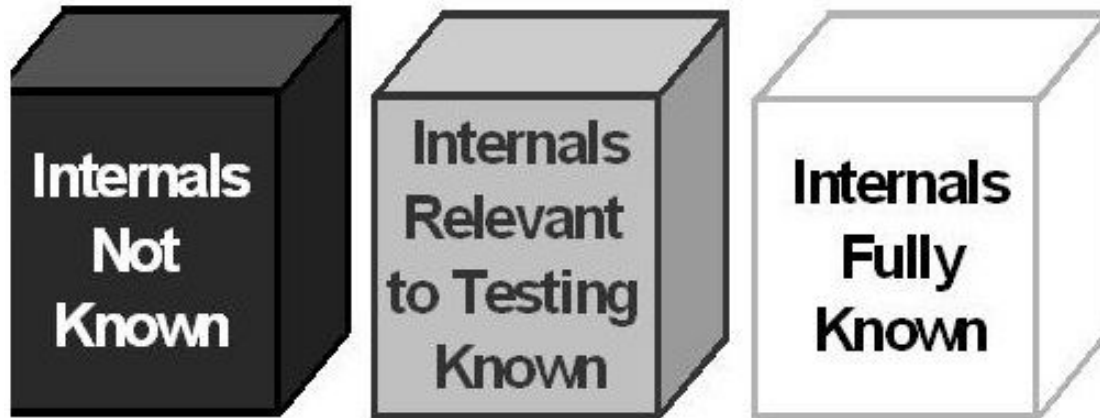 Internals
Not
Known
Internals
Relevant
to Testing
Known
Internals
Fully
Known